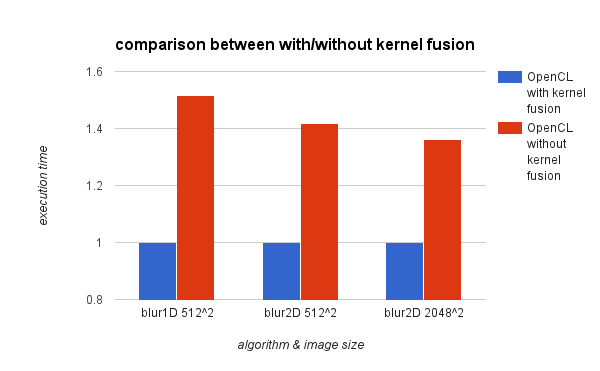 comparison between with/without kernel fusion
1.6
1.4
1.2
1
0.8
execution time
blur1D 512^2
blur2D 512^2
blur2D 2048^2
algorithm & image size
OpenCL
with kernel
fusion
OpenCL
without
kernel
fusion